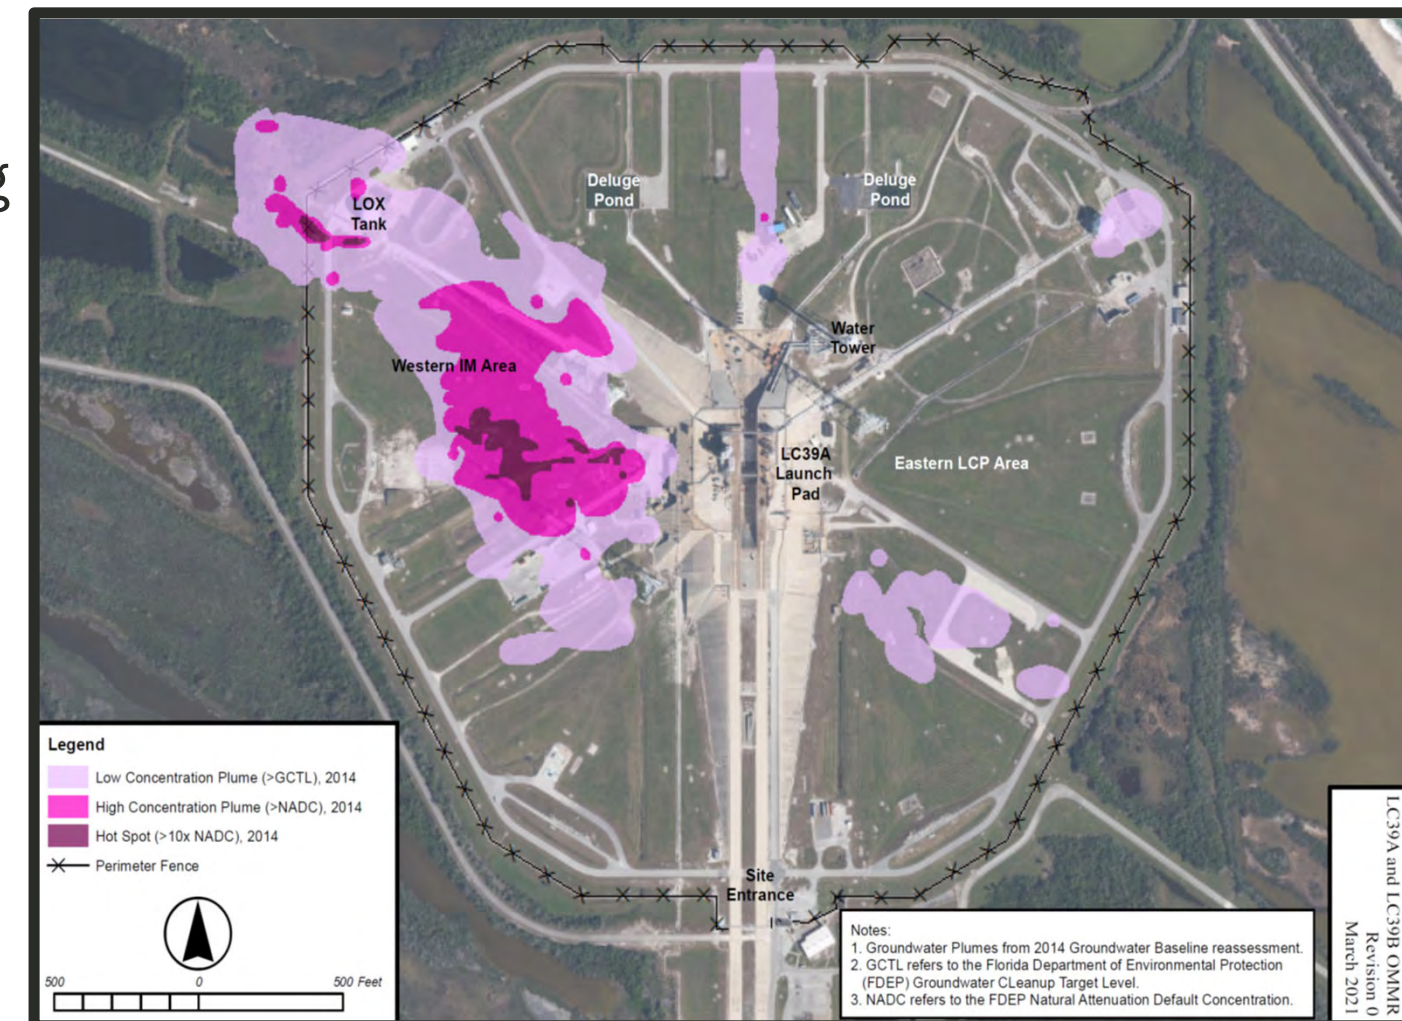 g
Deluge
Pond
Deluge
Pond
LOX
Tank
Water
Tower
Western IM Area
LC39A
Launch
Pad
Eastern LCP Area
Legend
Low Concentration Plume (>GCTL), 2014
High Concentration Plume (>NADC), 2014
Hot Spot (>10x NADC), 2014
Perimeter Fence
500 0 500 Feet
Site
Entrance
Notes:
1. Groundwater Plumes from 2014 Groundwater Baseline reassessment.
2. GCTL refers to the Florida Department of Environmental Protection
(FDEP) Groundwater CLeanup Target Level.
3. NADC refers to the FDEP Natural Attenuation Default Concentration.
LC39A and LC39B OMMR
Revision 0
March 2021